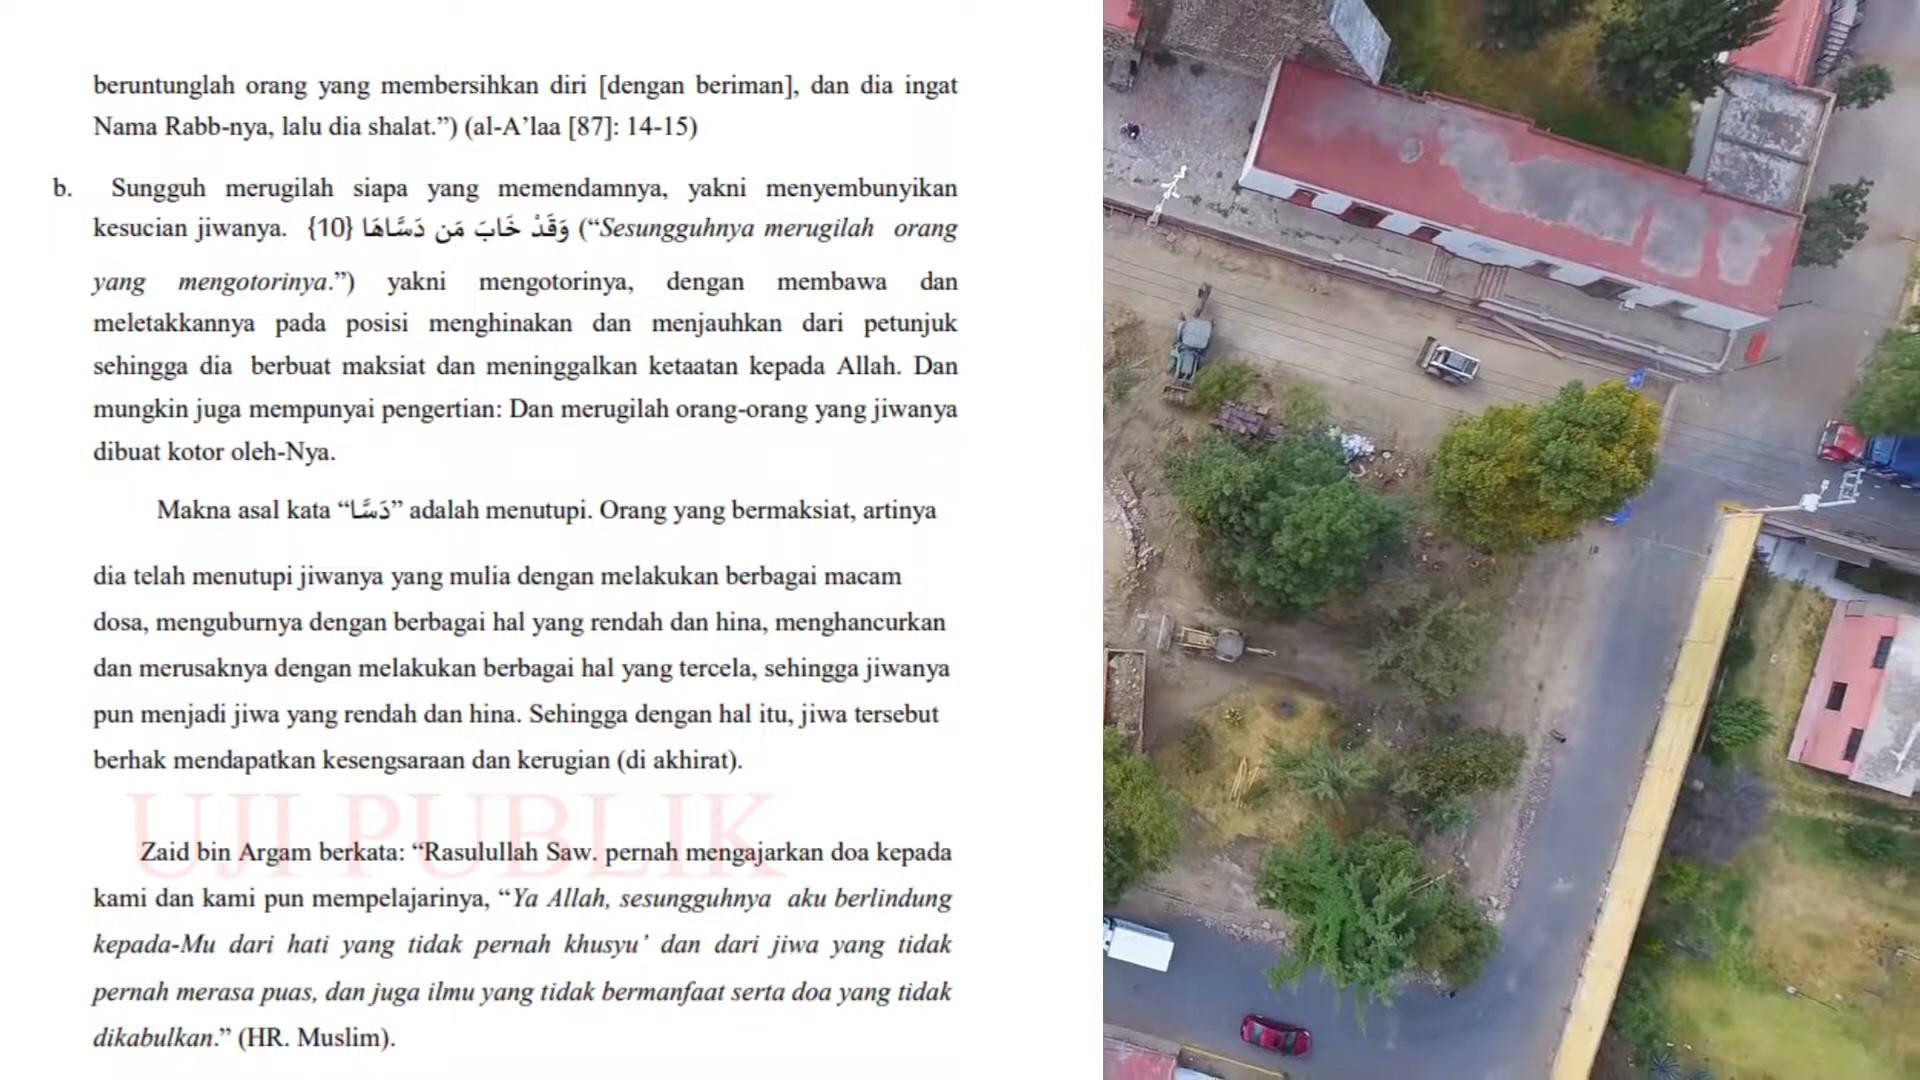 beruntunglah orang yang membersihkan diri [dengan beriman], dan dia ingat
Nama Rabb-nya, lalu dia shalat.”) (al-A’laa [87]: 14-15)
b. Sungguh merugilah siapa yang memendamnya, yakni menyembunyikan
kesucian jiwanya. وَقَدْ خَابَ مَن دَسَّاهَا {10} (“Sesungguhnya merugilah orang
yang mengotorinya.”) yakni mengotorinya, dengan membawa dan
meletakkannya pada posisi menghinakan dan menjauhkan dari petunjuk
sehingga dia berbuat maksiat dan meninggalkan ketaatan kepada Allah. Dan
mungkin juga mempunyai pengertian: Dan merugilah orang-orang yang jiwanya
dibuat kotor oleh-Nya.
Makna asal kata “دَسَّا” adalah menutupi. Orang yang bermaksiat, artinya
dia telah menutupi jiwanya yang mulia dengan melakukan berbagai macam
dosa, menguburnya dengan berbagai hal yang rendah dan hina, menghancurkan
dan merusaknya dengan melakukan berbagai hal yang tercela, sehingga jiwanya
pun menjadi jiwa yang rendah dan hina. Sehingga dengan hal itu, jiwa tersebut
berhak mendapatkan kesengsaraan dan kerugian (di akhirat).
UJI PUBLIK
Zaid bin Argam berkata: “Rasulullah Saw. pernah mengajarkan doa kepada
kami dan kami pun mempelajarinya, “Ya Allah, sesungguhnya aku berlindung
kepada-Mu dari hati yang tidak pernah khusyu’ dan dari jiwa yang tidak
pernah merasa puas, dan juga ilmu yang tidak bermanfaat serta doa yang tidak
dikabulkan.” (HR. Muslim).